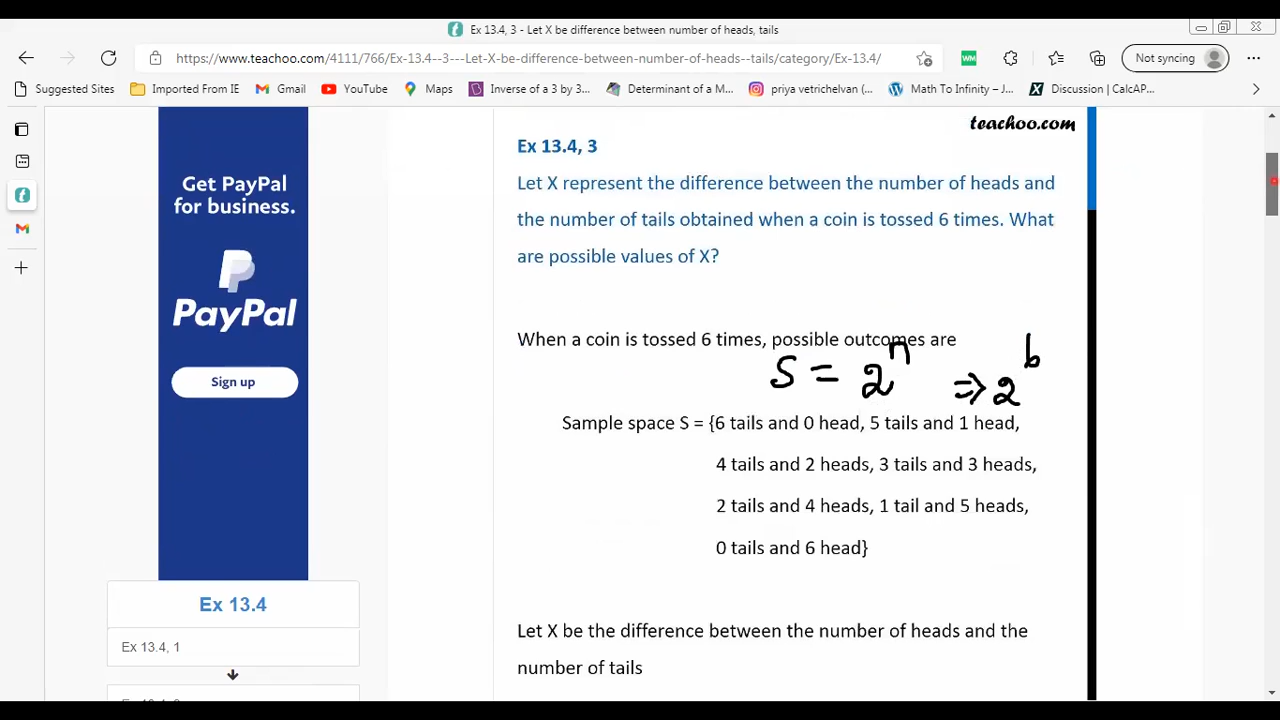 Ex 13.4, 3 - Let X be difference between number of heads, tails
https://www.teachoo.com/4111/766/Ex-13.4--3---Let-X-be-difference-between-number-of-heads--tails/category/Ex-13.4/
Not syncing
Suggested Sites Imported From IE Gmail YouTube Maps Inverse of a 3 by 3... Determinant of a M... priya vetrichelvan (... Math To Infinity – J... Discussion | CalcAP...
teachoo.com
Get PayPal
for business.
PayPal
Sign up
Ex 13.4
Ex 13.4, 1
Ex 13.4, 3
Let X represent the difference between the number of heads and
the number of tails obtained when a coin is tossed 6 times. What
are possible values of X?
When a coin is tossed 6 times, possible outcomes are
S = 2^n ⇒ 2^6
Sample space S = {6 tails and 0 head, 5 tails and 1 head,
4 tails and 2 heads, 3 tails and 3 heads,
2 tails and 4 heads, 1 tail and 5 heads,
0 tails and 6 head}
Let X be the difference between the number of heads and the
number of tails